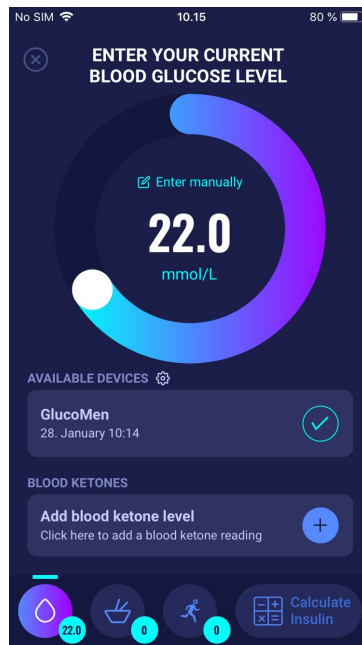 No SIM 10.15 80 %
ENTER YOUR CURRENT
BLOOD GLUCOSE LEVEL
Enter manually
22.0
mmol/L
AVAILABLE DEVICES
GlucoMen
28. January 10:14
BLOOD KETONES
Add blood ketone level
Click here to add a blood ketone reading
22.0
0
0
Calculate
Insulin